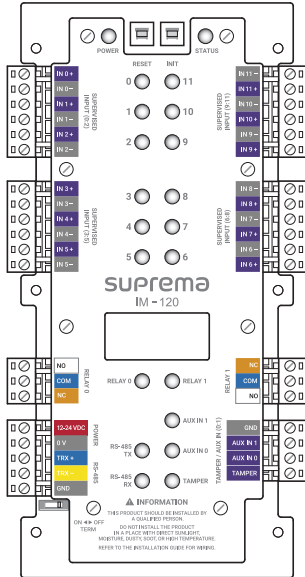 POWER
STATUS
RESET INIT
IN 0 +
IN 0 −
IN 1 +
IN 1 −
IN 2 +
IN 2 −
SUPERVISED
INPUT (0:2)
0 11
1 10
2 9
SUPERVISED
INPUT (9:11)
IN 11 −
IN 11 +
IN 10 −
IN 10 +
IN 9 −
IN 9 +
IN 3 +
IN 3 −
IN 4 +
IN 4 −
IN 5 +
IN 5 −
SUPERVISED
INPUT (3:5)
3 8
4 7
5 6
SUPERVISED
INPUT (6:8)
IN 8 −
IN 8 +
IN 7 −
IN 7 +
IN 6 −
IN 6 +
suprema
IM - 120
NO
COM
NC
RELAY 0
RELAY 0
RELAY 1
RELAY 1
NC
COM
NO
12-24 VDC
0 V
TRX +
TRX −
GND
POWER
RS-485
AUX IN 1
RS-485
TX
AUX IN 0
RS-485
RX
TAMPER
TAMPER / AUX IN (0:1)
GND
AUX IN 1
AUX IN 0
TAMPER
ON ◄► OFF
TERM
⚠ INFORMATION
THIS PRODUCT SHOULD BE INSTALLED BY
A QUALIFIED PERSON.
DO NOT INSTALL THE PRODUCT
IN A PLACE WITH DIRECT SUNLIGHT,
MOISTURE, DUSTY, SOOT, OR HIGH TEMPERATURE.
REFER TO THE INSTALLATION GUIDE FOR WIRING.